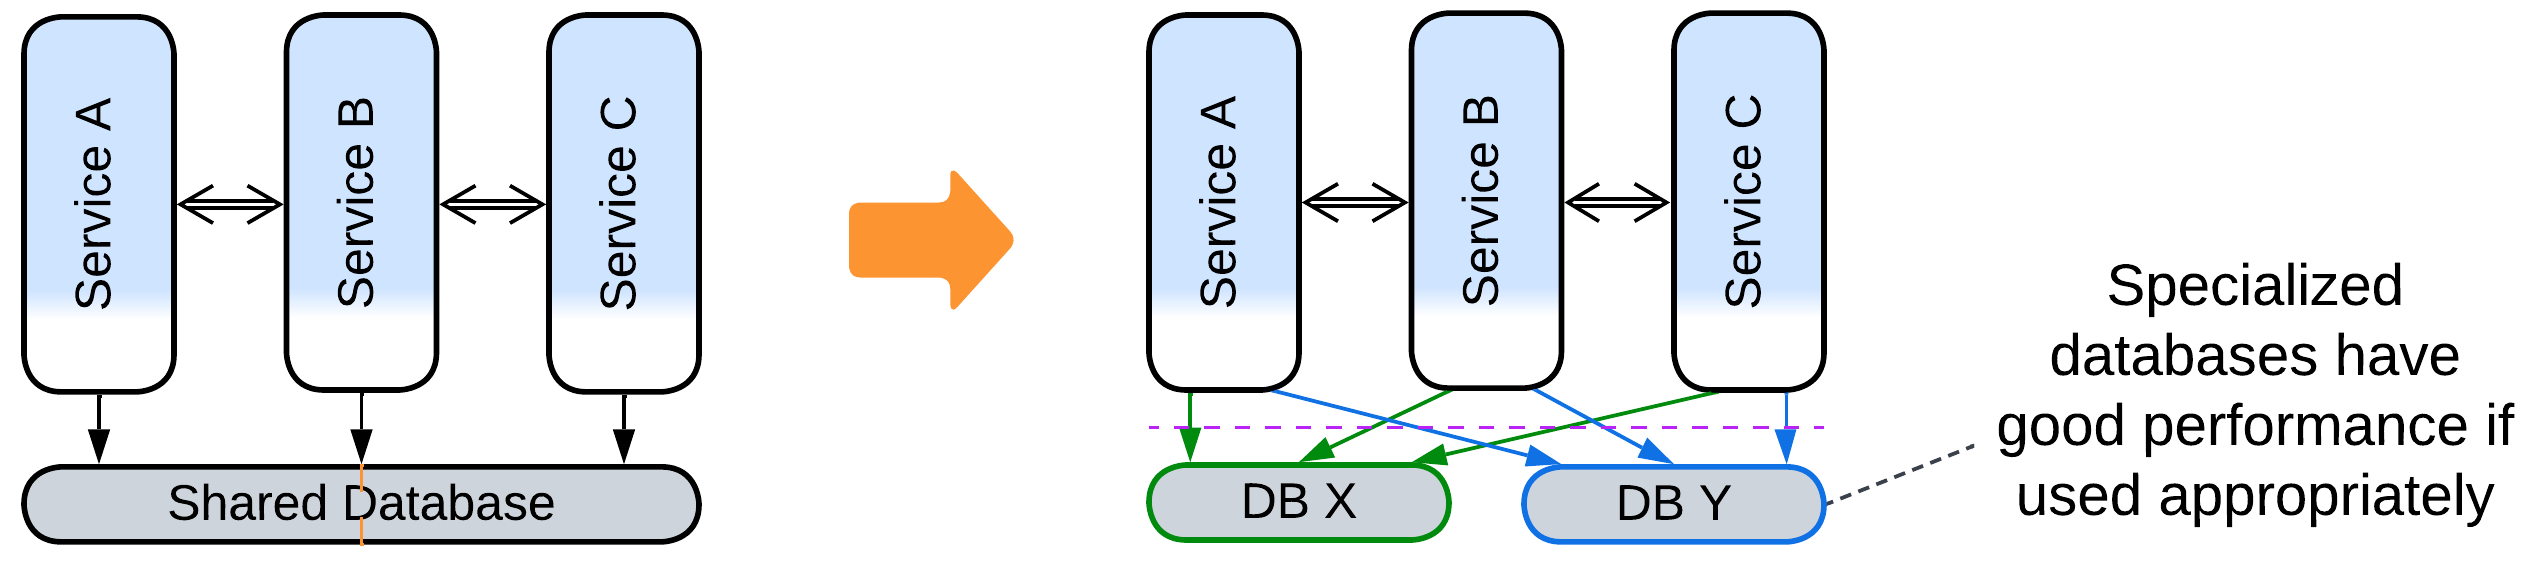 Service A
Service B
Service C
Shared Database
Service A
Service B
Service C
DB X
DB Y
Specialized
databases have
good performance if
used appropriately